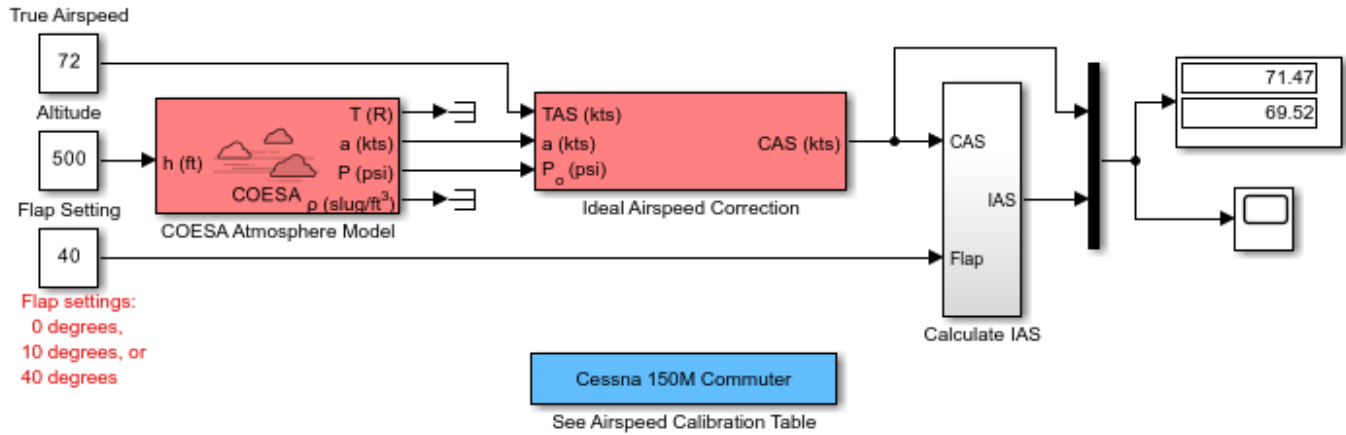 True Airspeed
72
Altitude
500
Flap Setting
40
Flap settings:
0 degrees,
10 degrees, or
40 degrees
h (ft)
T (R)
a (kts)
P (psi)
ρ (slug/ft³)
COESA
COESA Atmosphere Model
TAS (kts)
a (kts)
Pₒ (psi)
CAS (kts)
Ideal Airspeed Correction
CAS
IAS
Flap
Calculate IAS
71.47
69.52
Cessna 150M Commuter
See Airspeed Calibration Table